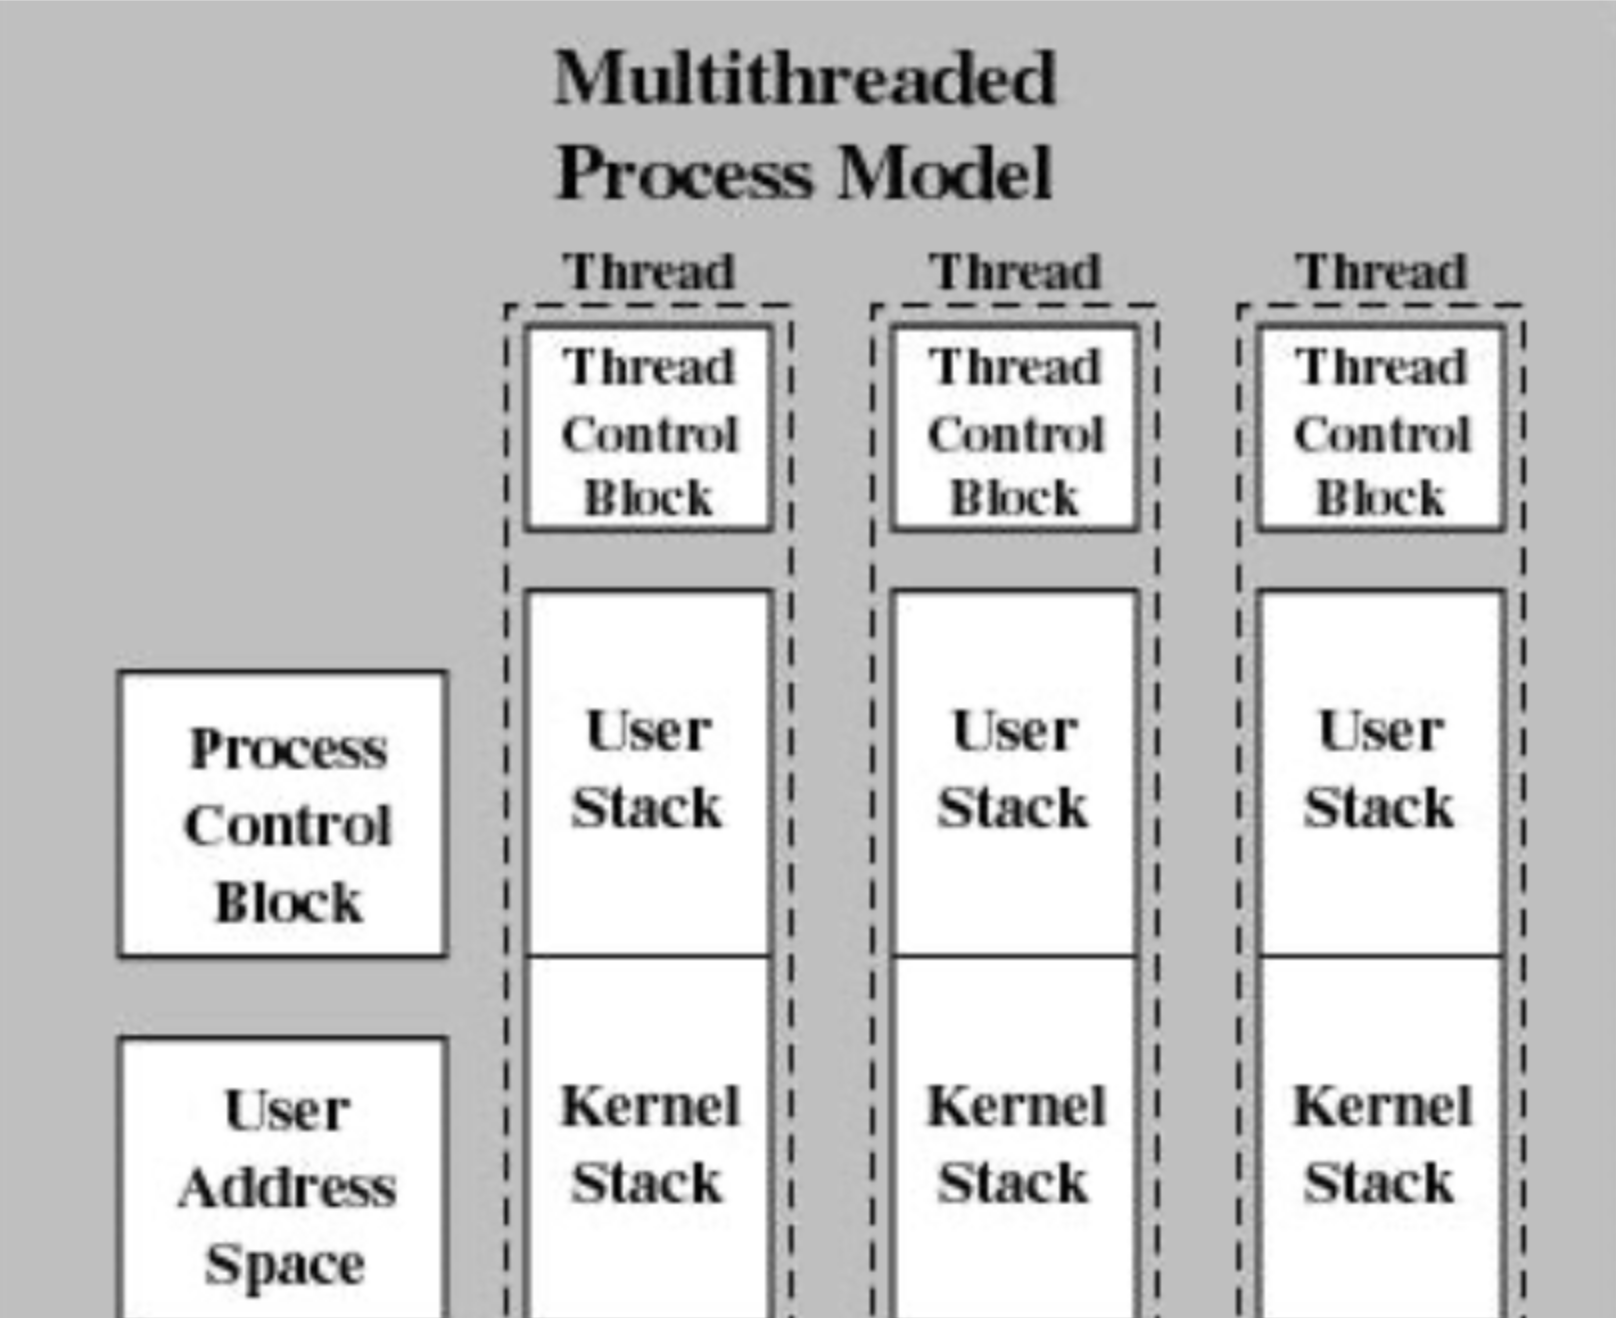 Multithreaded
Process Model
Thread
Thread
Control
Block
User
Stack
Kernel
Stack
Thread
Thread
Control
Block
User
Stack
Kernel
Stack
Thread
Thread
Control
Block
User
Stack
Kernel
Stack
Process
Control
Block
User
Address
Space